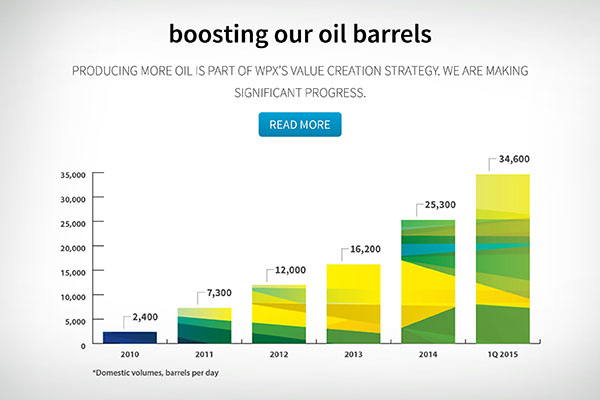 boosting our oil barrels
PRODUCING MORE OIL IS PART OF WPX'S VALUE CREATION STRATEGY. WE ARE MAKING
SIGNIFICANT PROGRESS.
READ MORE
34,600
25,300
16,200
12,000
7,300
2,400
35,000
30,000
25,000
20,000
15,000
10,000
5,000
0
2010 2011 2012 2013 2014 1Q 2015
*Domestic volumes, barrels per day